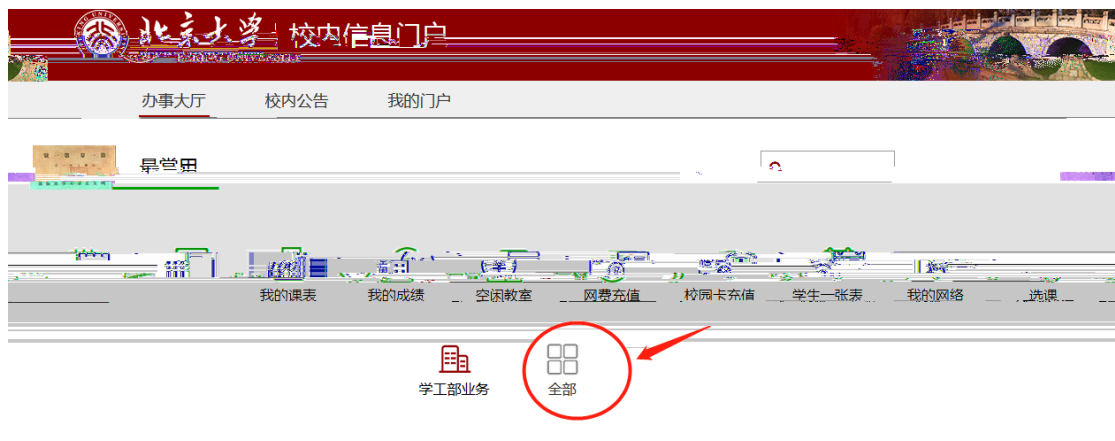 北京大学 校内信息门户
办事大厅 校内公告 我的门户
最常用
我的课表 我的成绩 空闲教室 网费充值 校园卡充值 学生一张表 我的网络 选课
学工部业务 全部